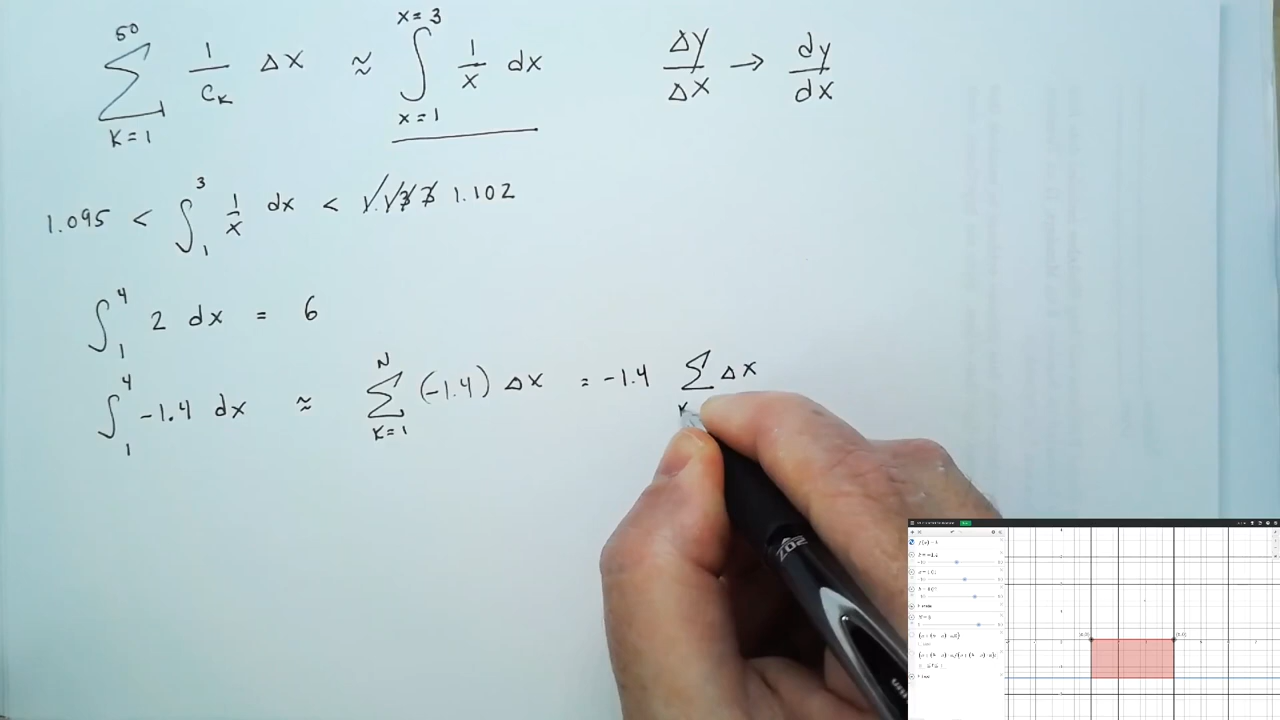 50
∑ 1/c_K Δx ≈ ∫ 1/x dx Δy/Δx → dy/dx
K=1
x=3
x=1
1.095 < ∫_1^3 1/x dx < 1.102
∫_1^4 2 dx = 6
∫_1^4 -1.4 dx ≈ ∑_{K=1}^N (-1.4) Δx = -1.4 ∑ Δx
K
207
uni